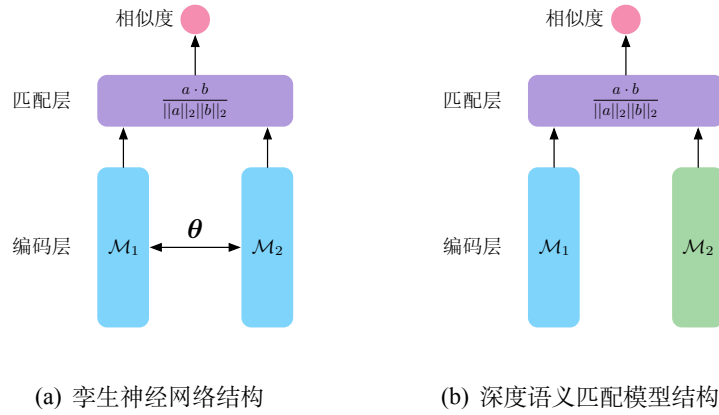 相似度
匹配层
a · b
||a||₂||b||₂
编码层
M₁
θ
M₂
(a) 孪生神经网络结构
相似度
匹配层
a · b
||a||₂||b||₂
编码层
M₁
M₂
(b) 深度语义匹配模型结构